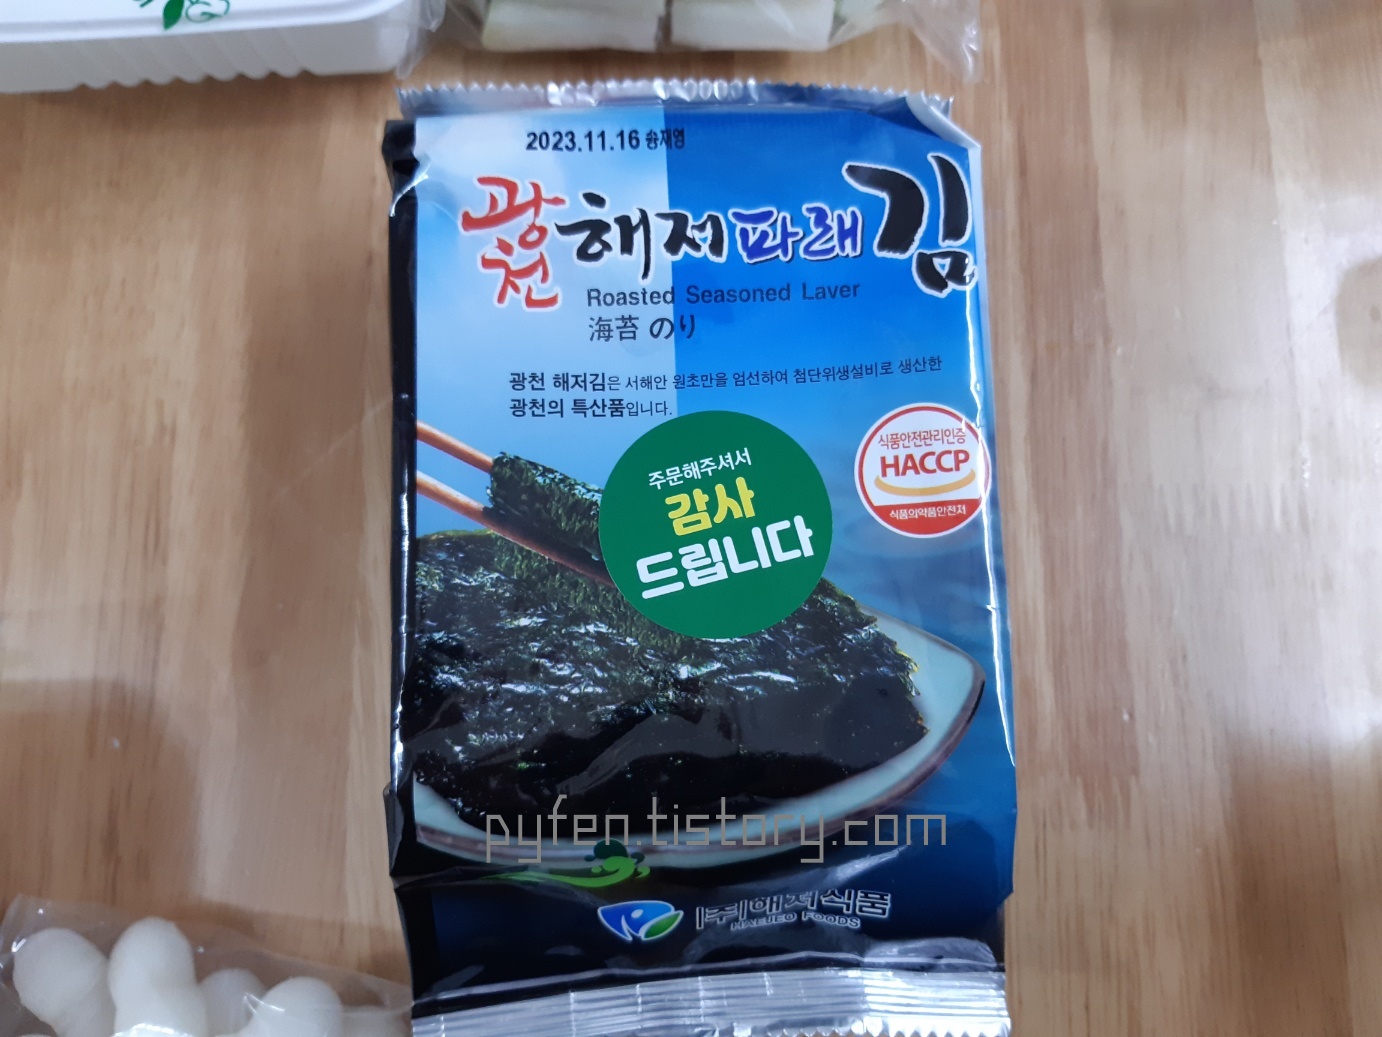 2023.11.16 송재영
광천 해저파래김
Roasted Seasoned Laver
海苔 のり
광천 해저김은 서해안 원초만을 엄선하여 첨단위생설비로 생산한
광천의 특산품입니다.
식품안전관리인증
HACCP
식품의약품안전처
주문해주셔서
감사
드립니다
pyfen.tistory.com
(주)해저식품
HAEJEO FOODS